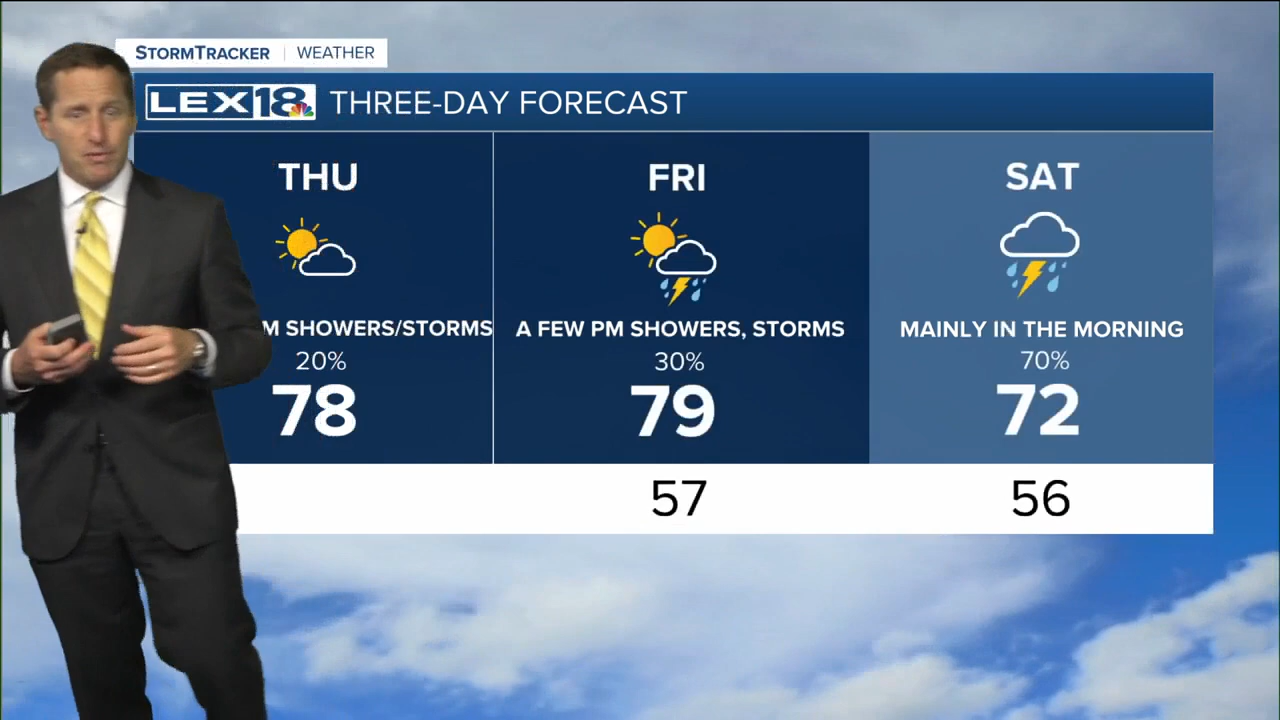 STORMTRACKER | WEATHER
LEX18 THREE-DAY FORECAST
THU
FRI
SAT
M SHOWERS/STORMS
A FEW PM SHOWERS, STORMS
MAINLY IN THE MORNING
20%
30%
70%
78
79
72
57
56